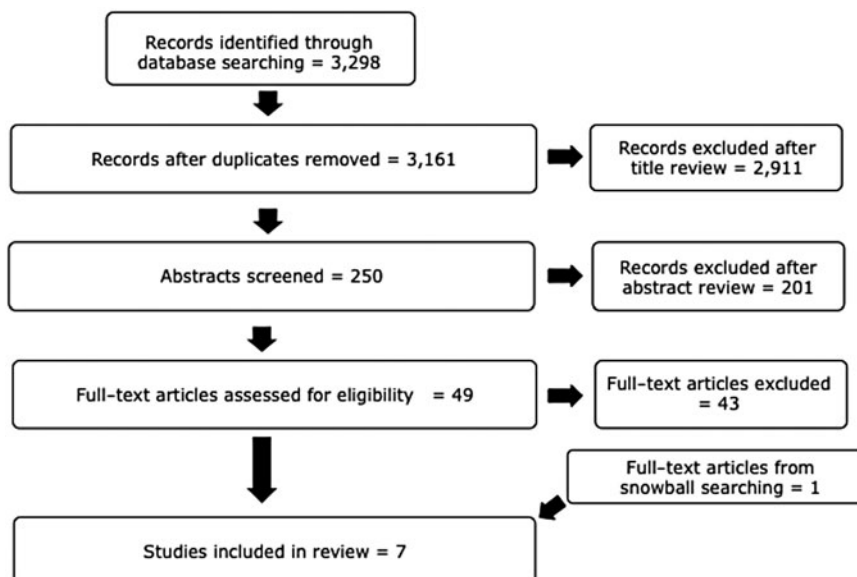 Records identified through
database searching = 3,298
Records after duplicates removed = 3,161
Records excluded after
title review = 2,911
Abstracts screened = 250
Records excluded after
abstract review = 201
Full-text articles assessed for eligibility = 49
Full-text articles excluded
= 43
Full-text articles from
snowball searching = 1
Studies included in review = 7